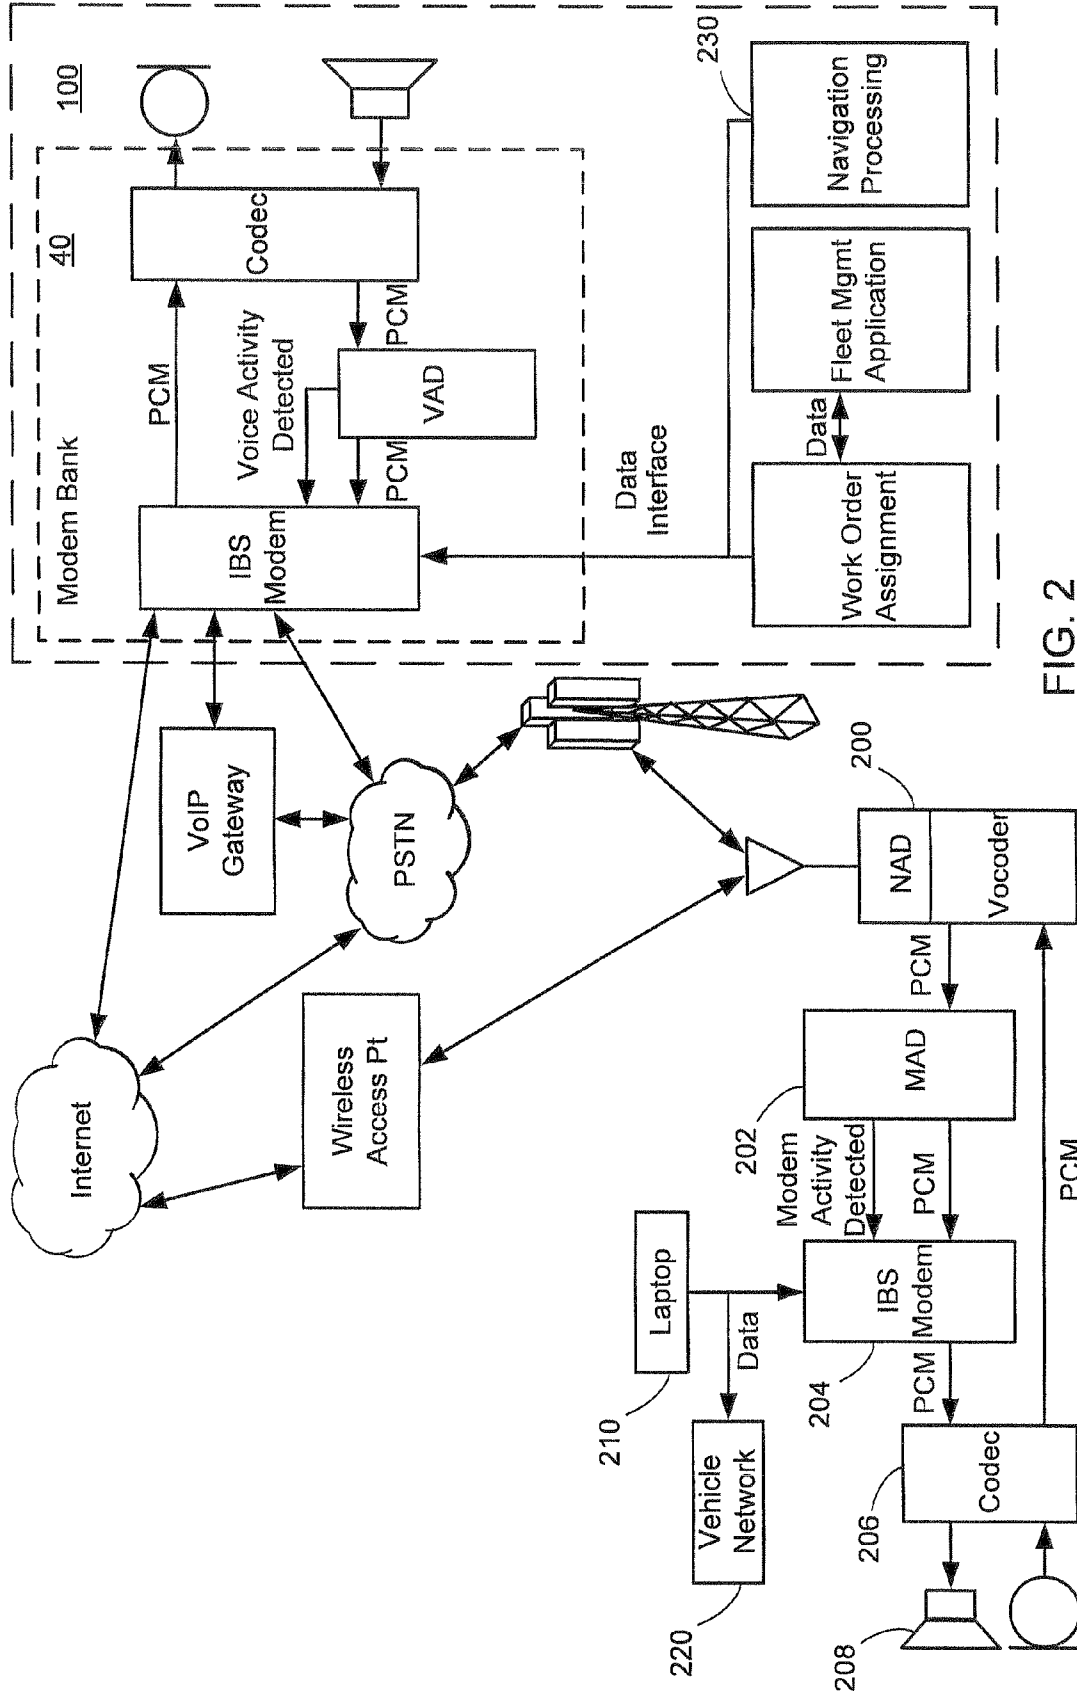 100
40
Modem Bank
Codec
PCM
PCM
Voice Activity
Detected
VAD
PCM
IBS
Modem
Data
Interface
230
Navigation
Processing
Fleet Mgmt
Application
Data
Work Order
Assignment
VoIP
Gateway
PSTN
Internet
Wireless
Access Pt
200
NAD
Vocoder
PCM
MAD
202
Modem
Activity
Detected
PCM
PCM
Laptop
210
Data
IBS
Modem
204
PCM
Vehicle
Network
220
Codec
206
208
FIG. 2